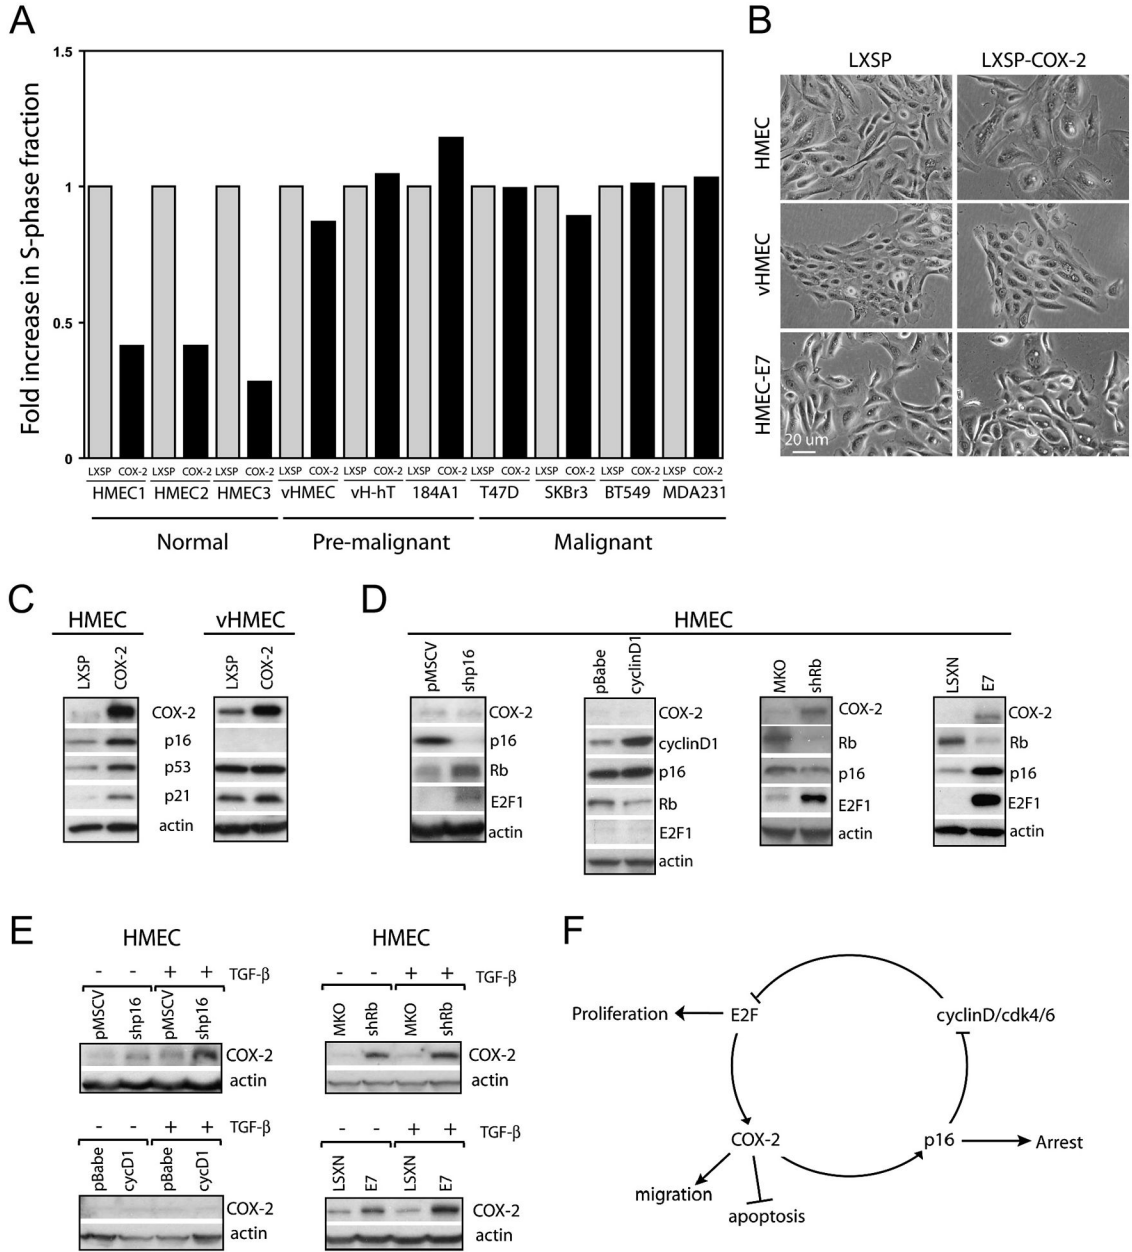 A
1.5
1
0.5
0
Fold increase in S-phase fraction
LXSP COX-2 LXSP COX-2 LXSP COX-2 LXSP COX-2 LXSP COX-2 LXSP COX-2 LXSP COX-2 LXSP COX-2 LXSP COX-2 LXSP COX-2
HMEC1 HMEC2 HMEC3 vHMEC vH-hT 184A1 T47D SKBr3 BT549 MDA231
Normal Pre-malignant Malignant
B
LXSP LXSP-COX-2
HMEC
vHMEC
HMEC-E7
20 um
C
HMEC vHMEC
LXSP COX-2 LXSP COX-2
COX-2
p16
p53
p21
actin
D
HMEC
pMSCV shp16
COX-2
p16
Rb
E2F1
actin
pBabe cyclinD1
COX-2
cyclinD1
p16
Rb
E2F1
actin
MKO shRb
COX-2
Rb
p16
E2F1
actin
LSXN E7
COX-2
Rb
p16
E2F1
actin
E
HMEC
- - + + TGF-β
pMSCV shp16 pMSCV shp16
COX-2
actin
HMEC
- - + + TGF-β
MKO shRb MKO shRb
COX-2
actin
- - + + TGF-β
pBabe cycD1 pBabe cycD1
COX-2
actin
- - + + TGF-β
LSXN E7 LSXN E7
COX-2
actin
F
Proliferation E2F cyclinD/cdk4/6
COX-2 p16 Arrest
migration
apoptosis